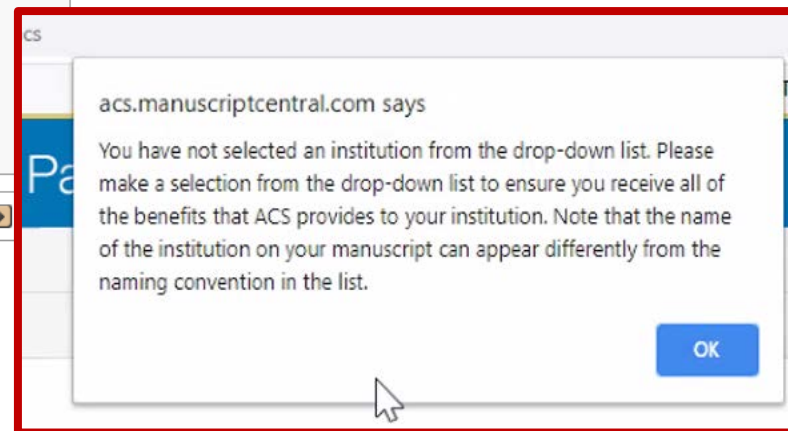 cs
acs.manuscriptcentral.com says
Pa
You have not selected an institution from the drop-down list. Please
make a selection from the drop-down list to ensure you receive all of
the benefits that ACS provides to your institution. Note that the name
of the institution on your manuscript can appear differently from the
naming convention in the list.
OK